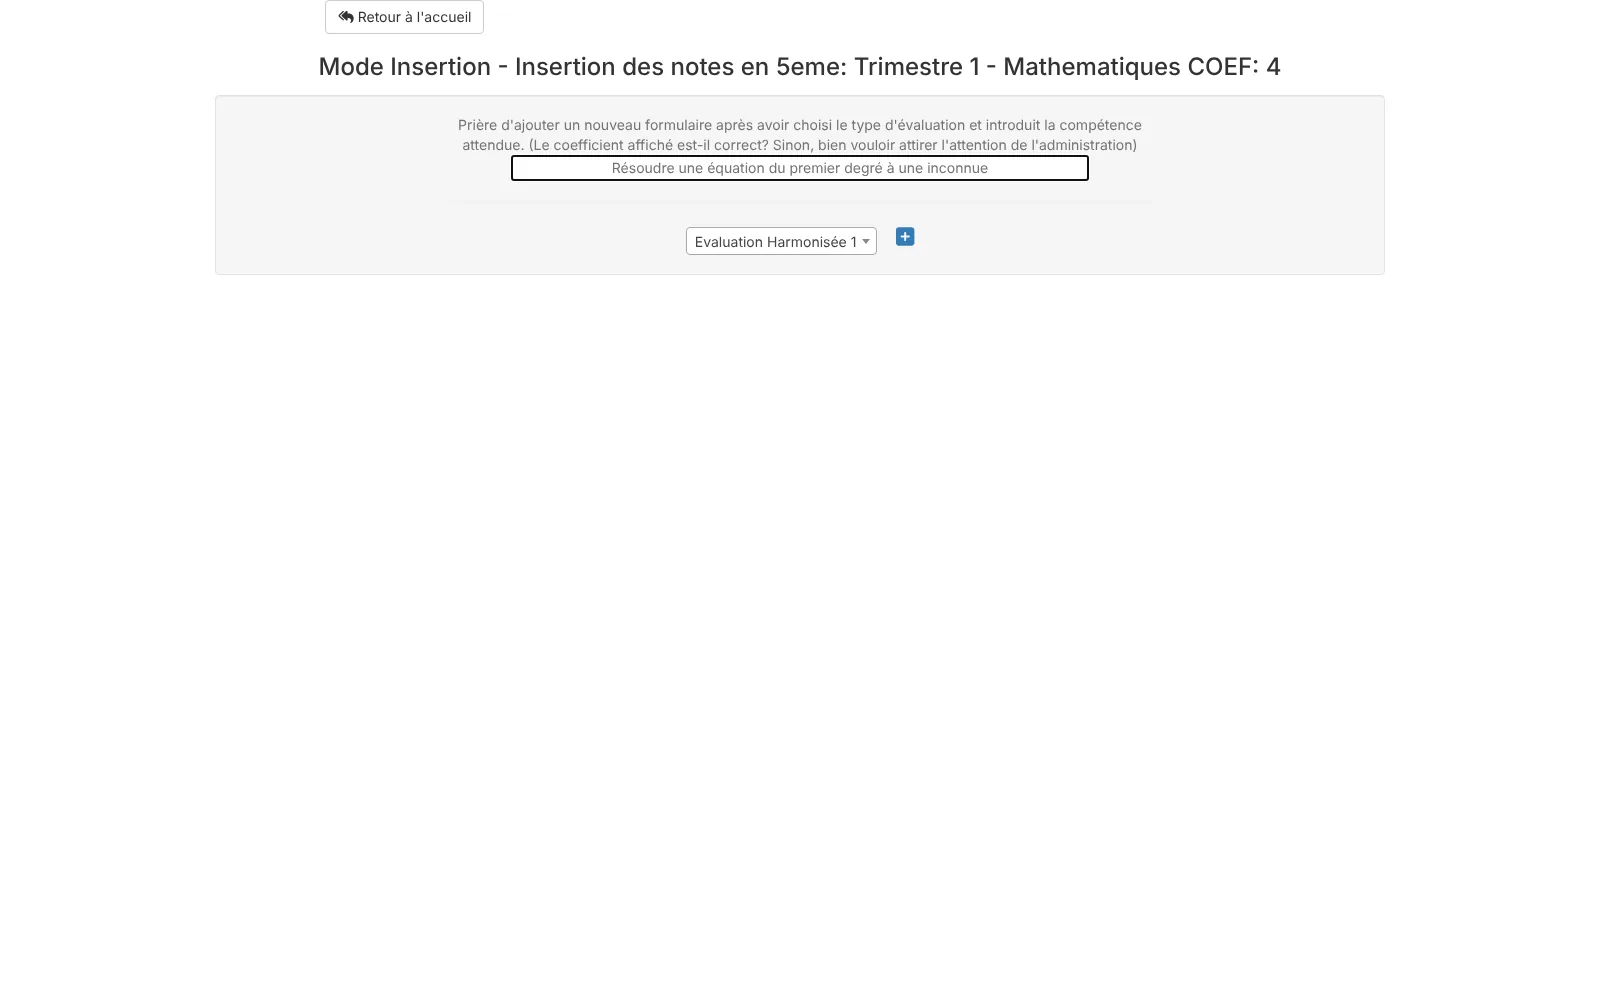 Retour à l'accueil
Mode Insertion - Insertion des notes en 5eme: Trimestre 1 - Mathematiques COEF: 4
Prière d'ajouter un nouveau formulaire après avoir choisi le type d'évaluation et introduit la compétence
attendue. (Le coefficient affiché est-il correct? Sinon, bien vouloir attirer l'attention de l'administration)
Résoudre une équation du premier degré à une inconnue
Evaluation Harmonisée 1